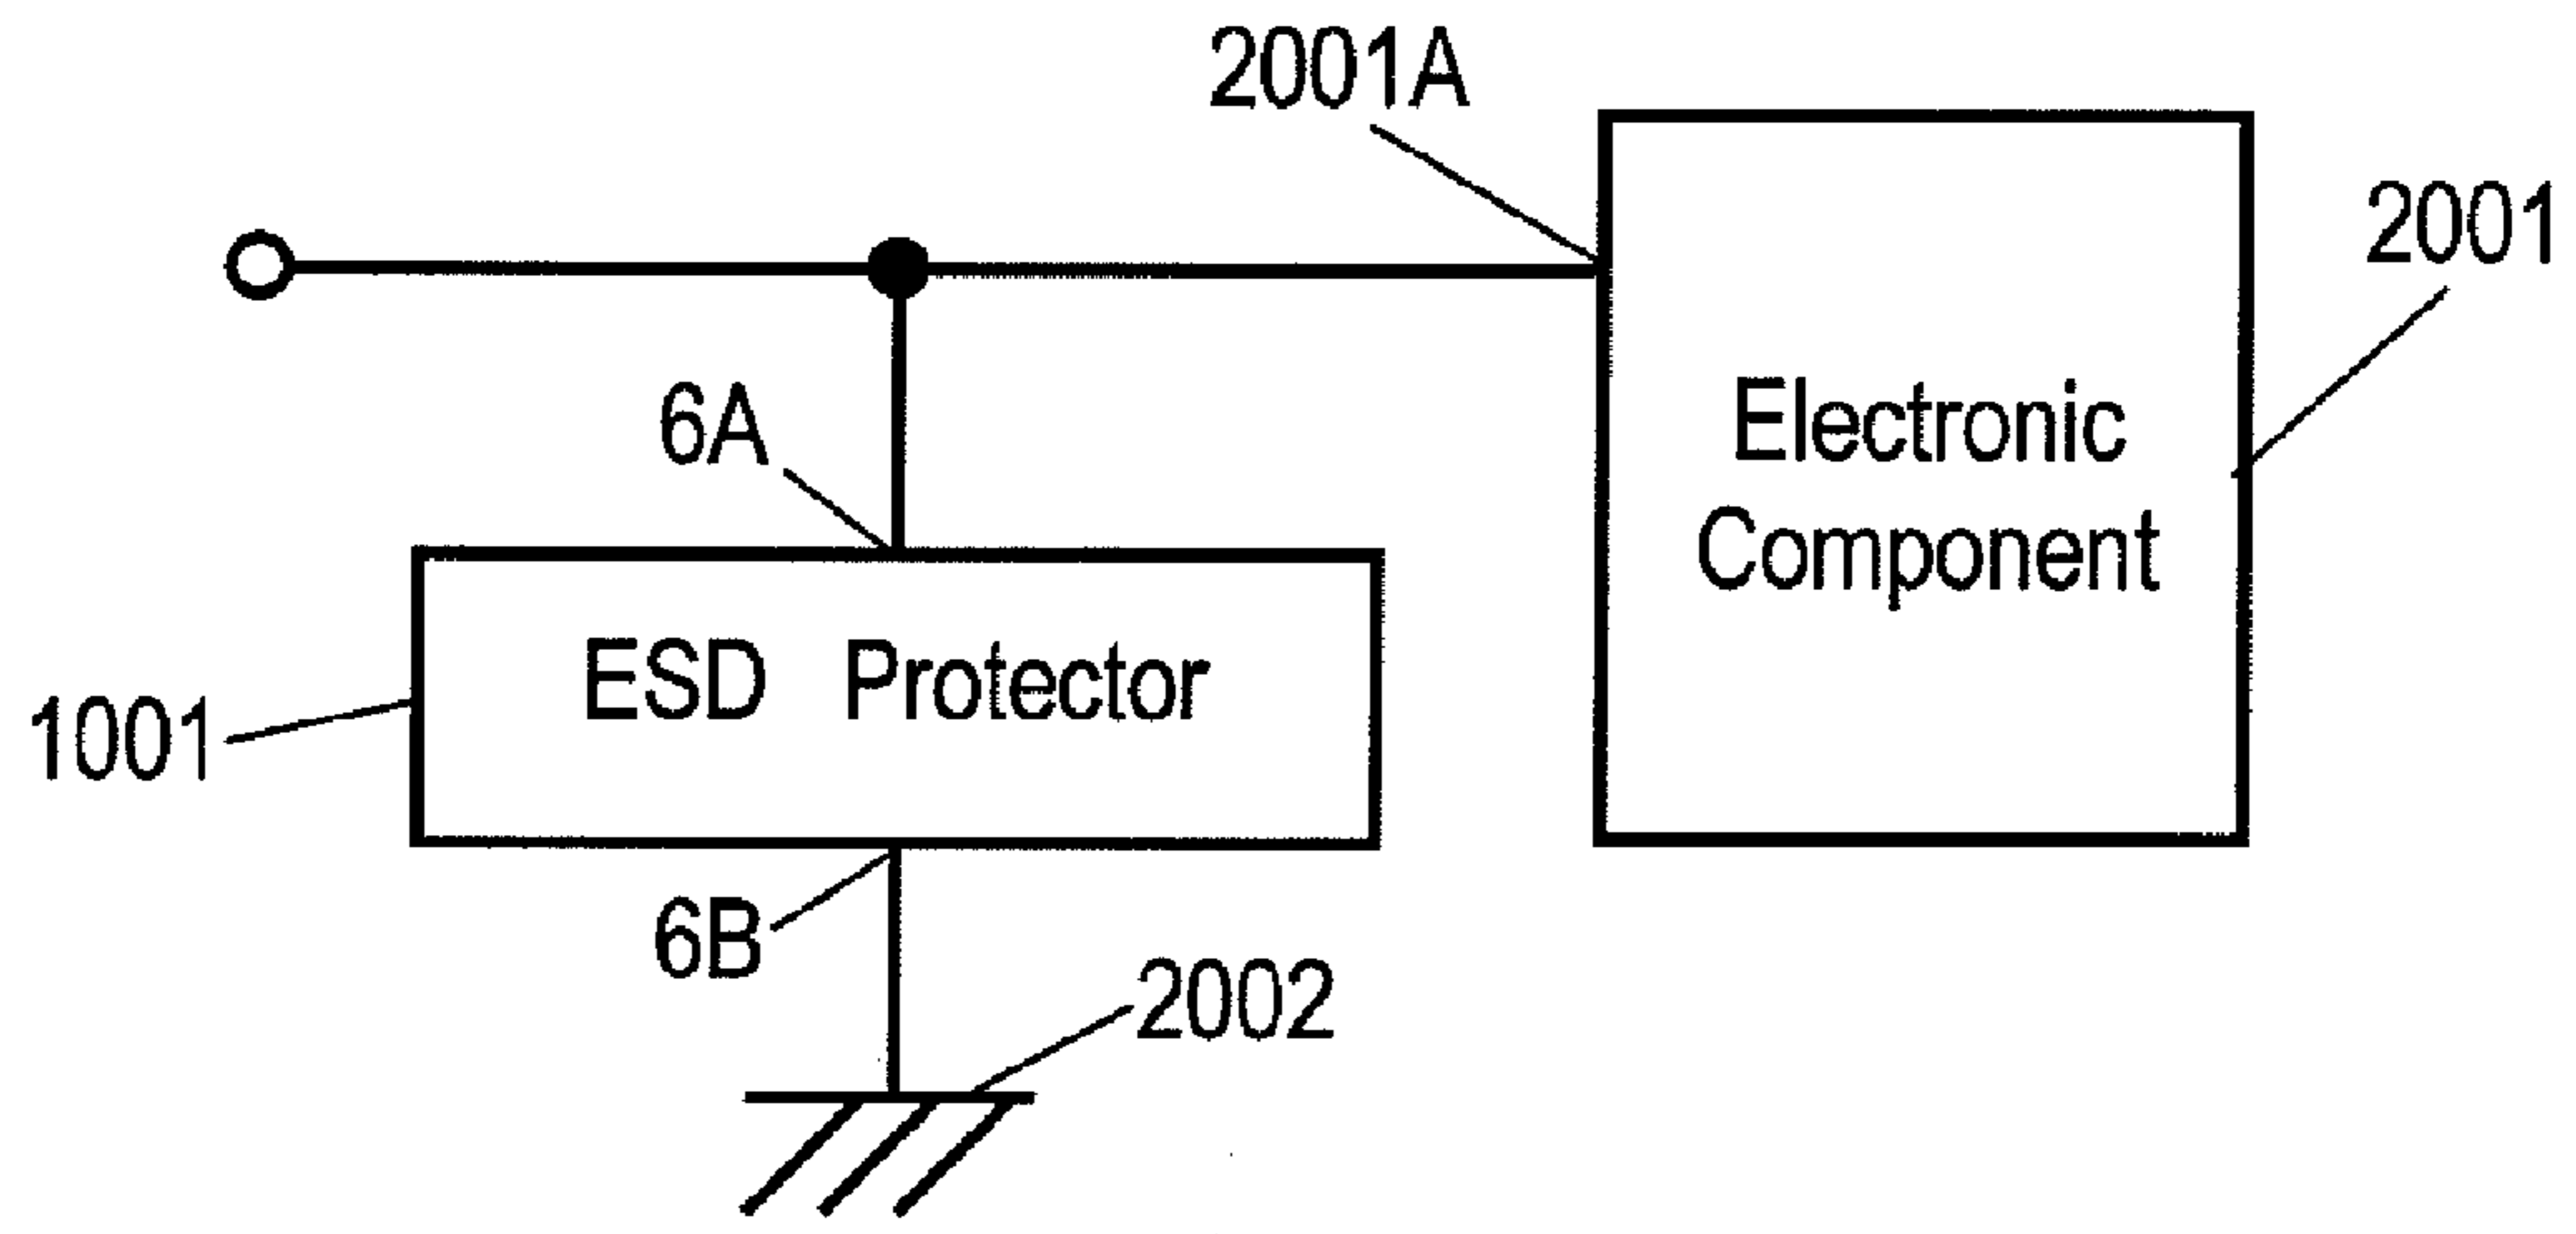 2001A
2001
Electronic
Component
6A
ESD Protector
1001
6B
2002